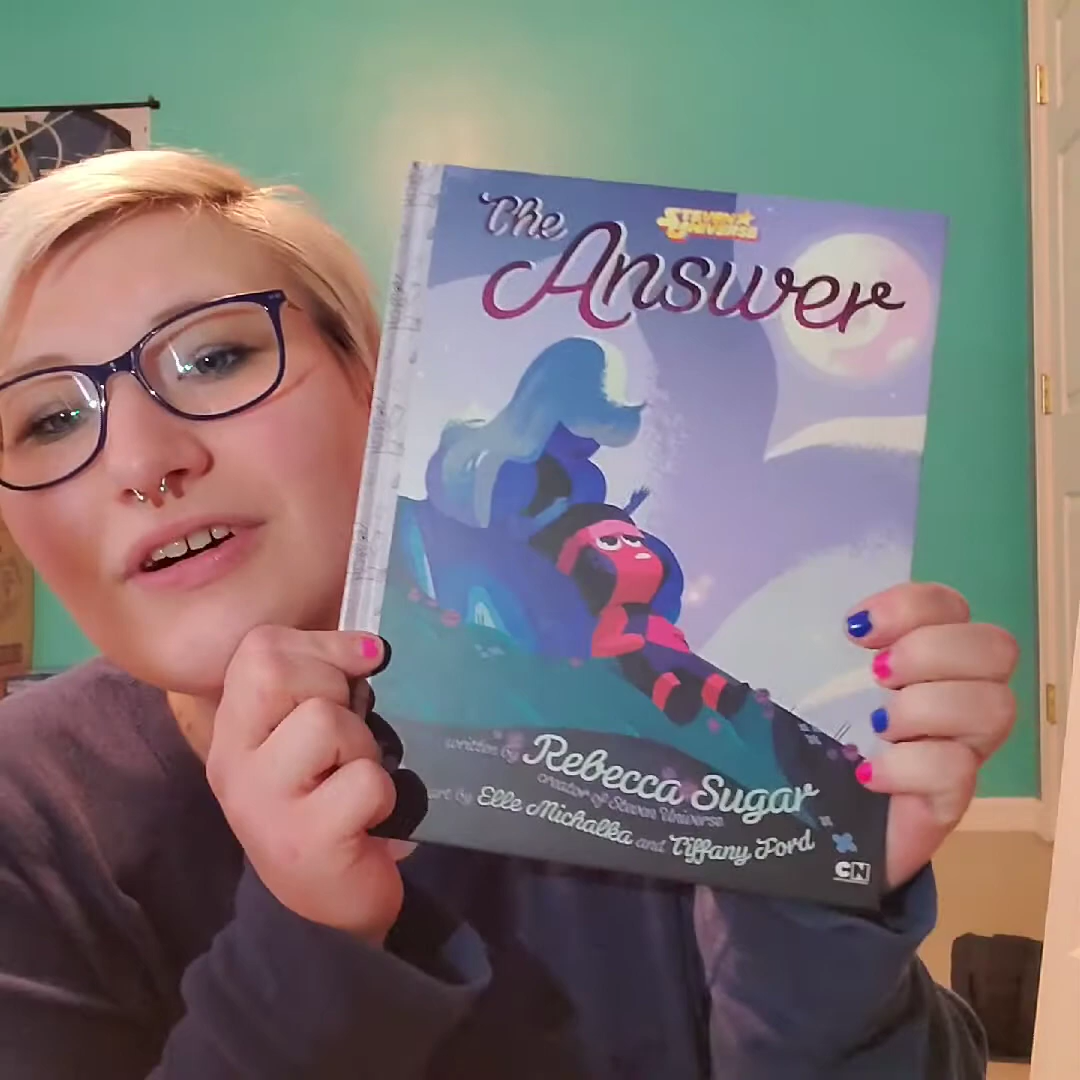 The
STEVEN UNIVERSE
Answer
written by Rebecca Sugar
creator of Steven Universe
art by Elle Michalka and Tiffany Ford
CN